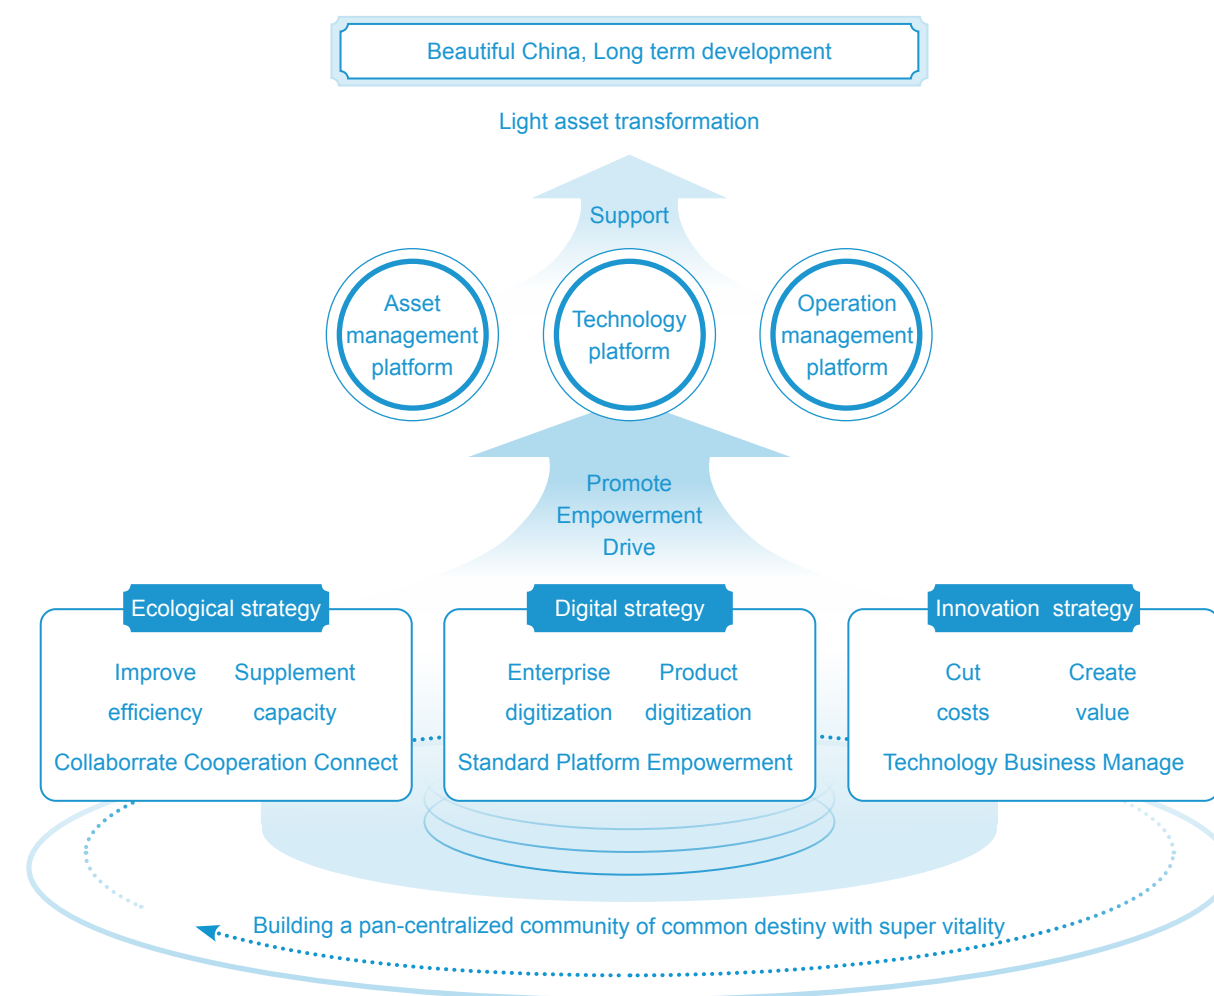 Beautiful China, Long term development
Light asset transformation
Support
Asset
management
platform
Technology
platform
Operation
management
platform
Promote
Empowerment
Drive
Ecological strategy
Improve
efficiency
Supplement
capacity
Collaborrate Cooperation Connect
Digital strategy
Enterprise
digitization
Product
digitization
Standard Platform Empowerment
Innovation strategy
Cut
costs
Create
value
Technology Business Manage
Building a pan-centralized community of common destiny with super vitality